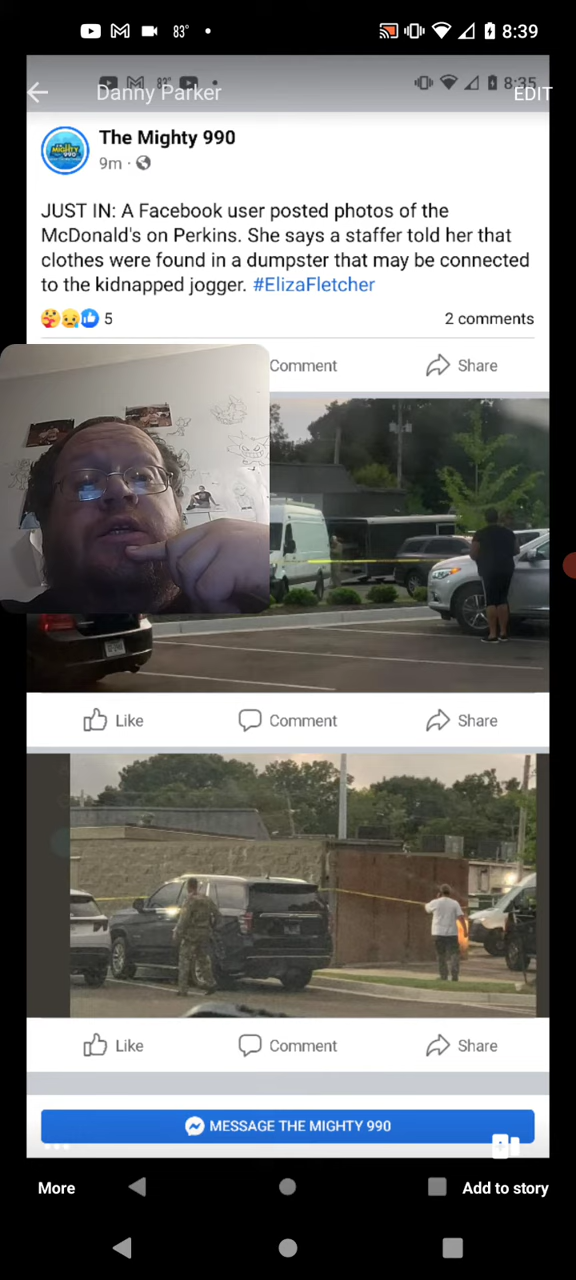 83° 8:39
83° 8:35
Danny Parker EDIT
The Mighty 990
9m
JUST IN: A Facebook user posted photos of the
McDonald's on Perkins. She says a staffer told her that
clothes were found in a dumpster that may be connected
to the kidnapped jogger. #ElizaFletcher
5 2 comments
Comment Share
Like Comment Share
Like Comment Share
MESSAGE THE MIGHTY 990
More Add to story